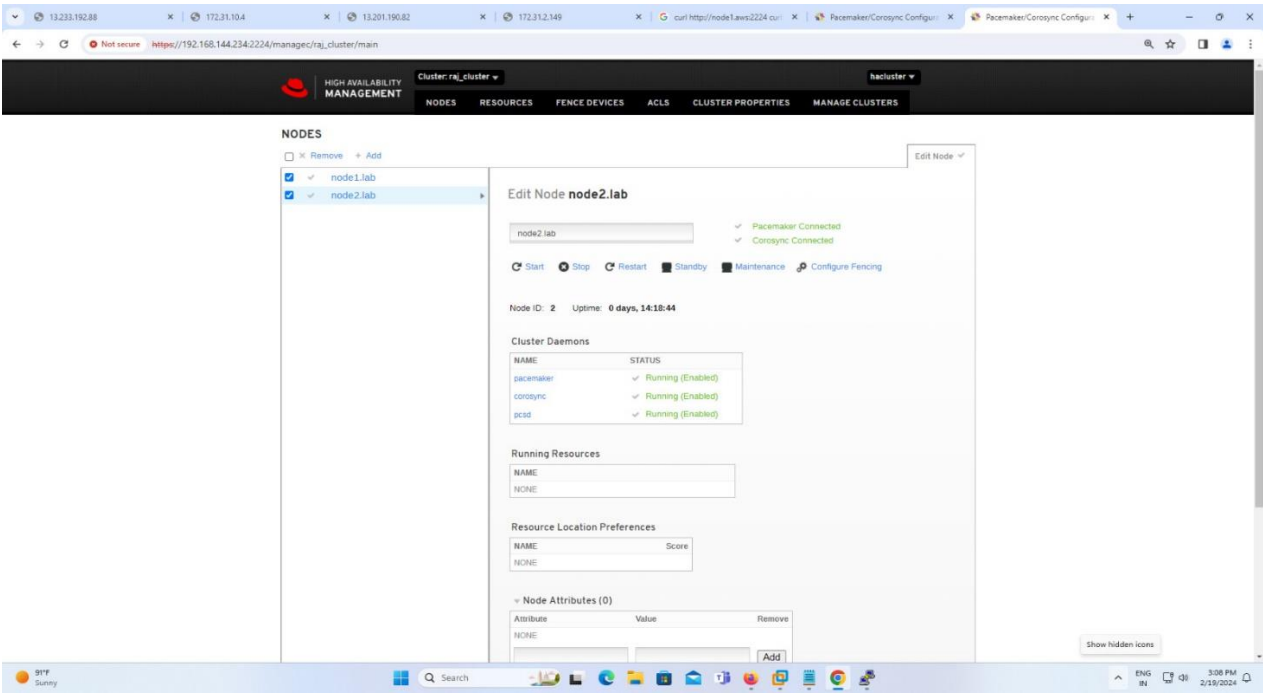 13.233.192.88 172.31.10.4 13.201.190.82 172.31.2.149 curl http://node1.aws:2224 curl Pacemaker/Corosync Configur Pacemaker/Corosync Configur
Not secure https://192.168.144.234:2224/managec/raj_cluster/main
HIGH AVAILABILITY
MANAGEMENT
Cluster: raj_cluster hacluster
NODES RESOURCES FENCE DEVICES ACLS CLUSTER PROPERTIES MANAGE CLUSTERS
NODES
Remove + Add
Edit Node
node1.lab
node2.lab
Edit Node node2.lab
node2.lab
Pacemaker Connected
Corosync Connected
Start Stop Restart Standby Maintenance Configure Fencing
Node ID: 2 Uptime: 0 days, 14:18:44
Cluster Daemons
NAME STATUS
pacemaker Running (Enabled)
corosync Running (Enabled)
pcsd Running (Enabled)
Running Resources
NAME
NONE
Resource Location Preferences
NAME Score
NONE
Node Attributes (0)
Attribute Value Remove
NONE
Add
Show hidden icons
91°F
Sunny
Search
ENG
IN
3:08 PM
2/19/2024